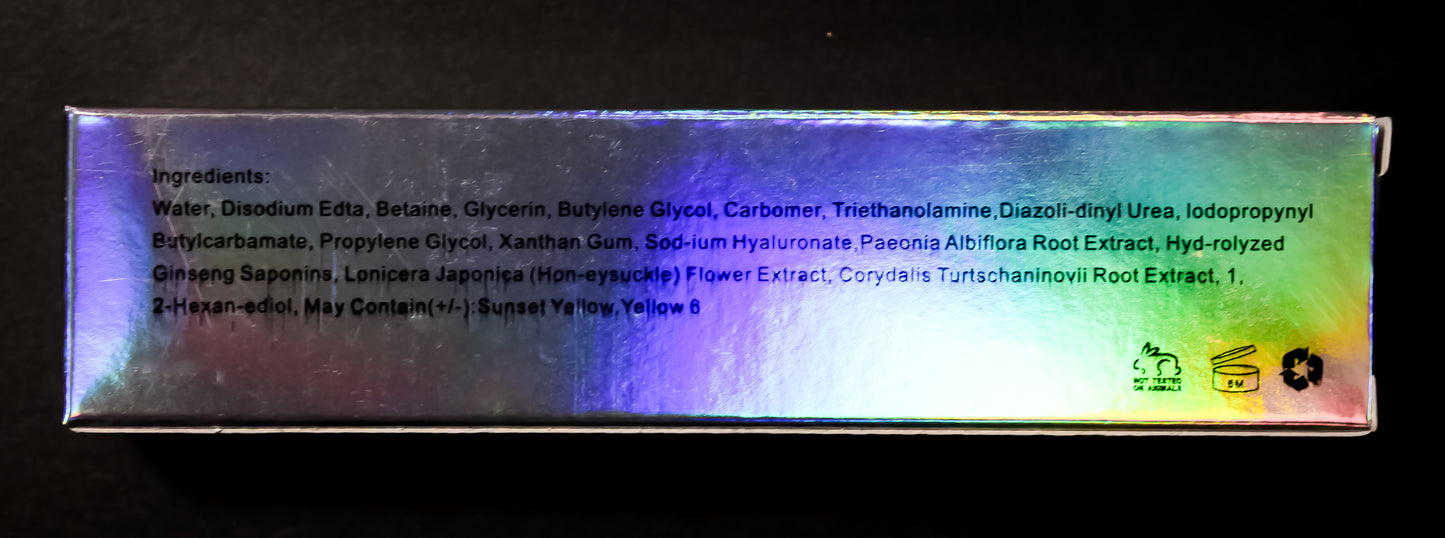 Ingredients:
Water, Disodium Edta, Betaine, Glycerin, Butylene Glycol, Carbomer, Triethanolamine,Diazoli-dinyl Urea, Iodopropynyl
Butylcarbamate, Propylene Glycol, Xanthan Gum, Sod-ium Hyaluronate,Paeonia Albiflora Root Extract, Hyd-rolyzed
Ginseng Saponins, Lonicera Japonica (Hon-eysuckle) Flower Extract, Corydalis Turtschaninovii Root Extract, 1,
2-Hexan-ediol, May Contain(+/-):Sunset Yellow,Yellow 6
NOT TESTED
ON ANIMALS
6M